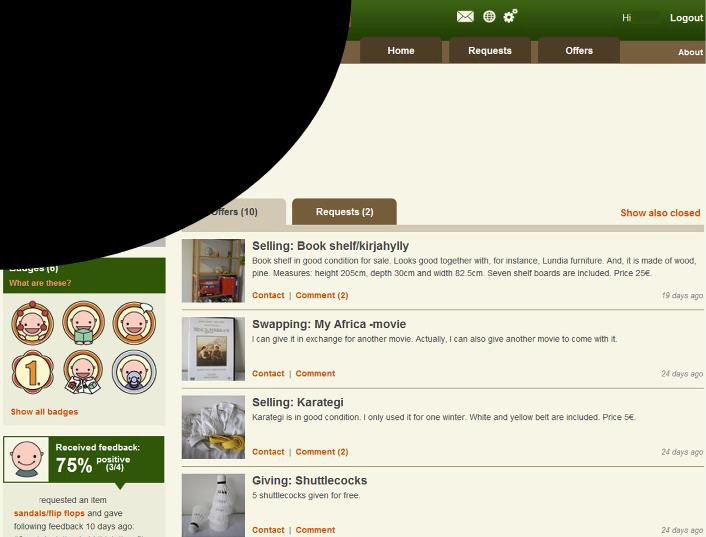 Hi
Logout
Home
Requests
Offers
About
Offers (10)
Requests (2)
Show also closed
Badges (6)
What are these?
1.
Show all badges
Received feedback:
75% positive
(3/4)
requested an item
sandals/flip flops and gave
following feedback 10 days ago:
Selling: Book shelf/kirjahylly
Book shelf in good condition for sale. Looks good together with, for instance, Lundia furniture. And, it is made of wood,
pine. Measures: height 205cm, depth 30cm and width 82.5cm. Seven shelf boards are included. Price 25€.
Contact | Comment (2)
19 days ago
Swapping: My Africa -movie
I can give it in exchange for another movie. Actually, I can also give another movie to come with it.
Contact | Comment
24 days ago
Selling: Karategi
Karategi is in good condition. I only used it for one winter. White and yellow belt are included. Price 5€.
Contact | Comment (2)
24 days ago
Giving: Shuttlecocks
5 shuttlecocks given for free.
Contact | Comment
24 days ago